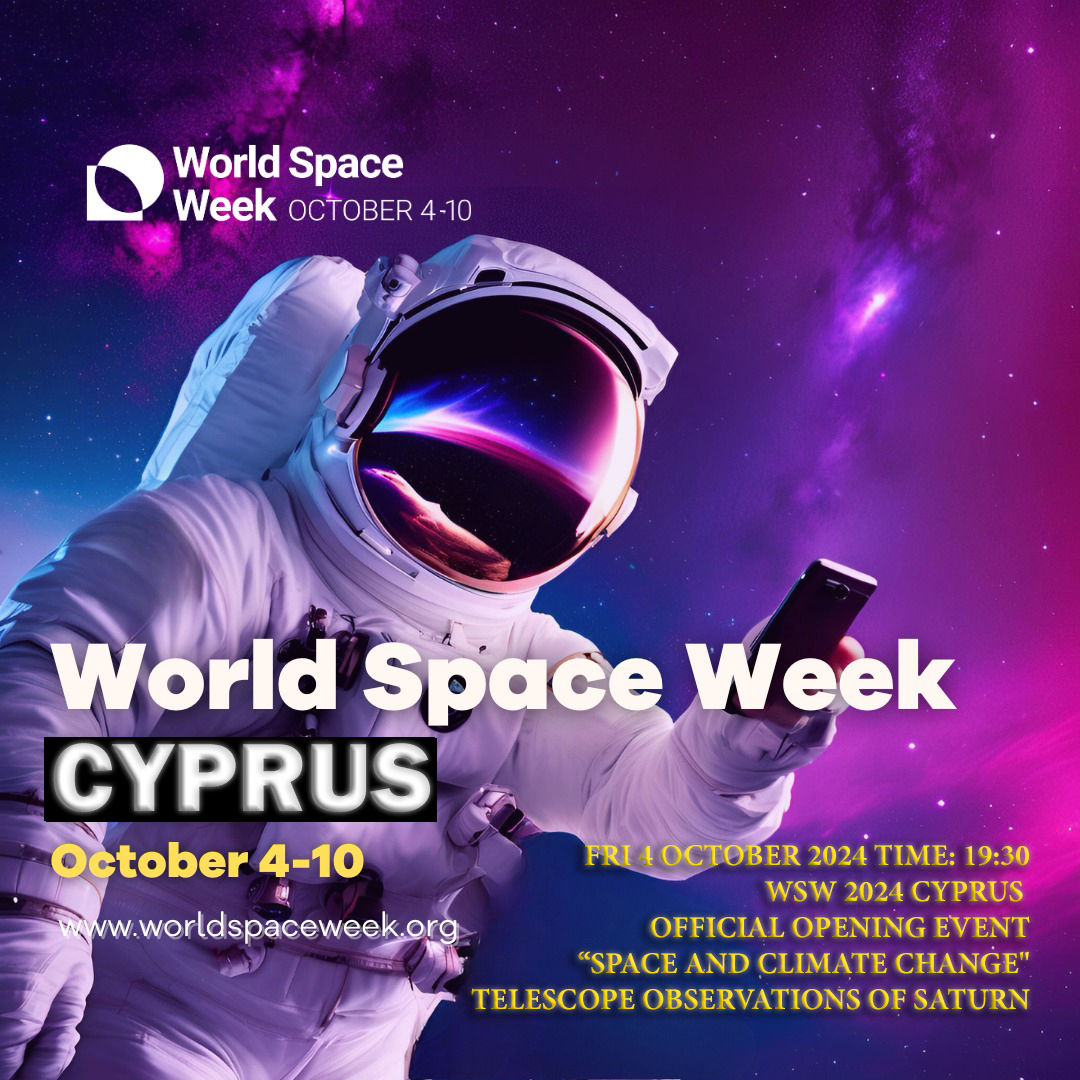 World Space
Week OCTOBER 4-10
World Space Week
CYPRUS
October 4-10
www.worldspaceweek.org
FRI 4 OCTOBER 2024 TIME: 19:30
WSW 2024 CYPRUS
OFFICIAL OPENING EVENT
“SPACE AND CLIMATE CHANGE"
TELESCOPE OBSERVATIONS OF SATURN